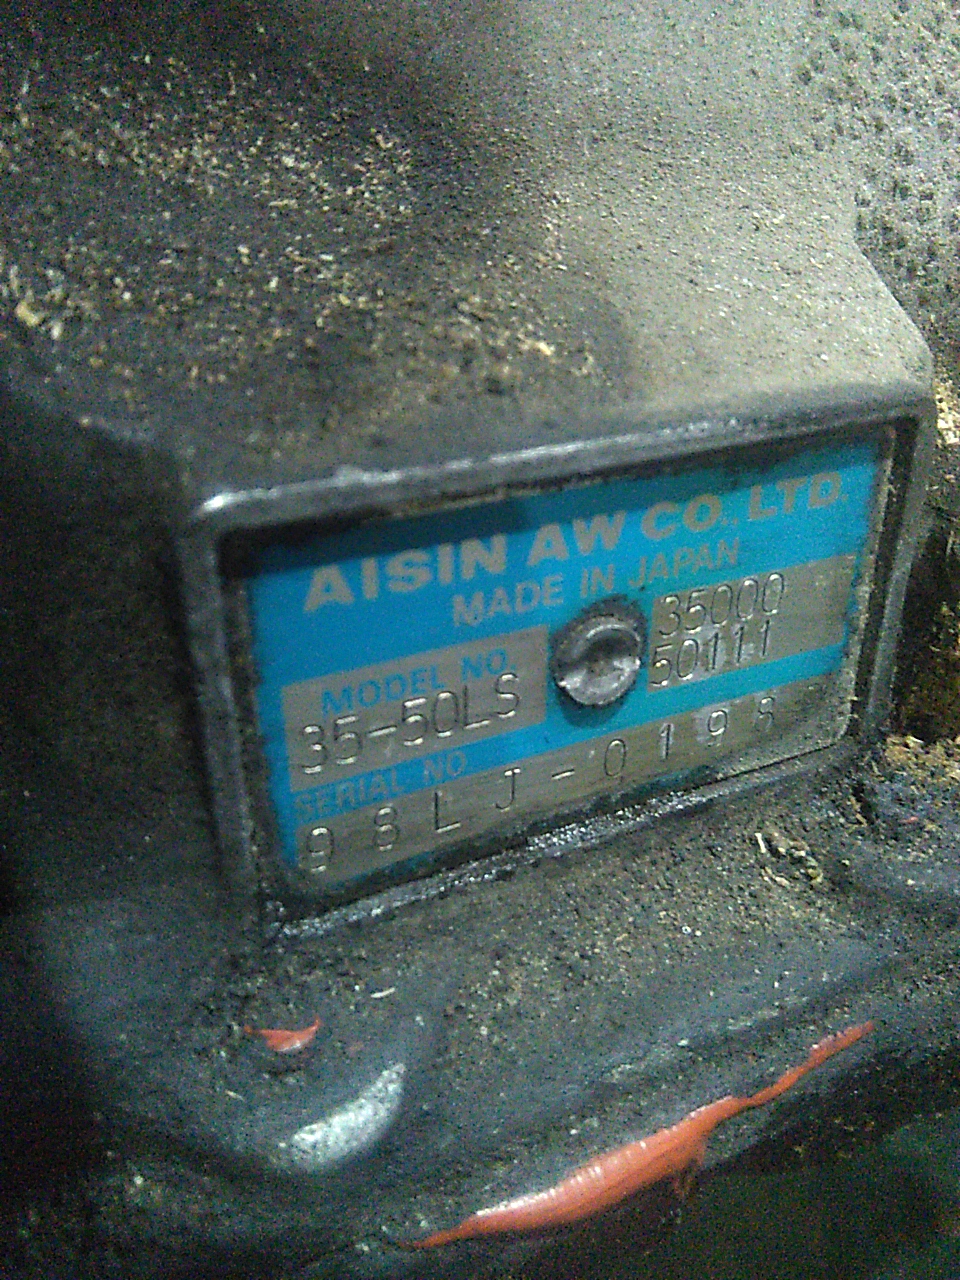 AISIN AW CO., LTD.
MADE IN JAPAN
MODEL NO.
35-50LS
35000
50111
SERIAL NO.
98LJ-0198